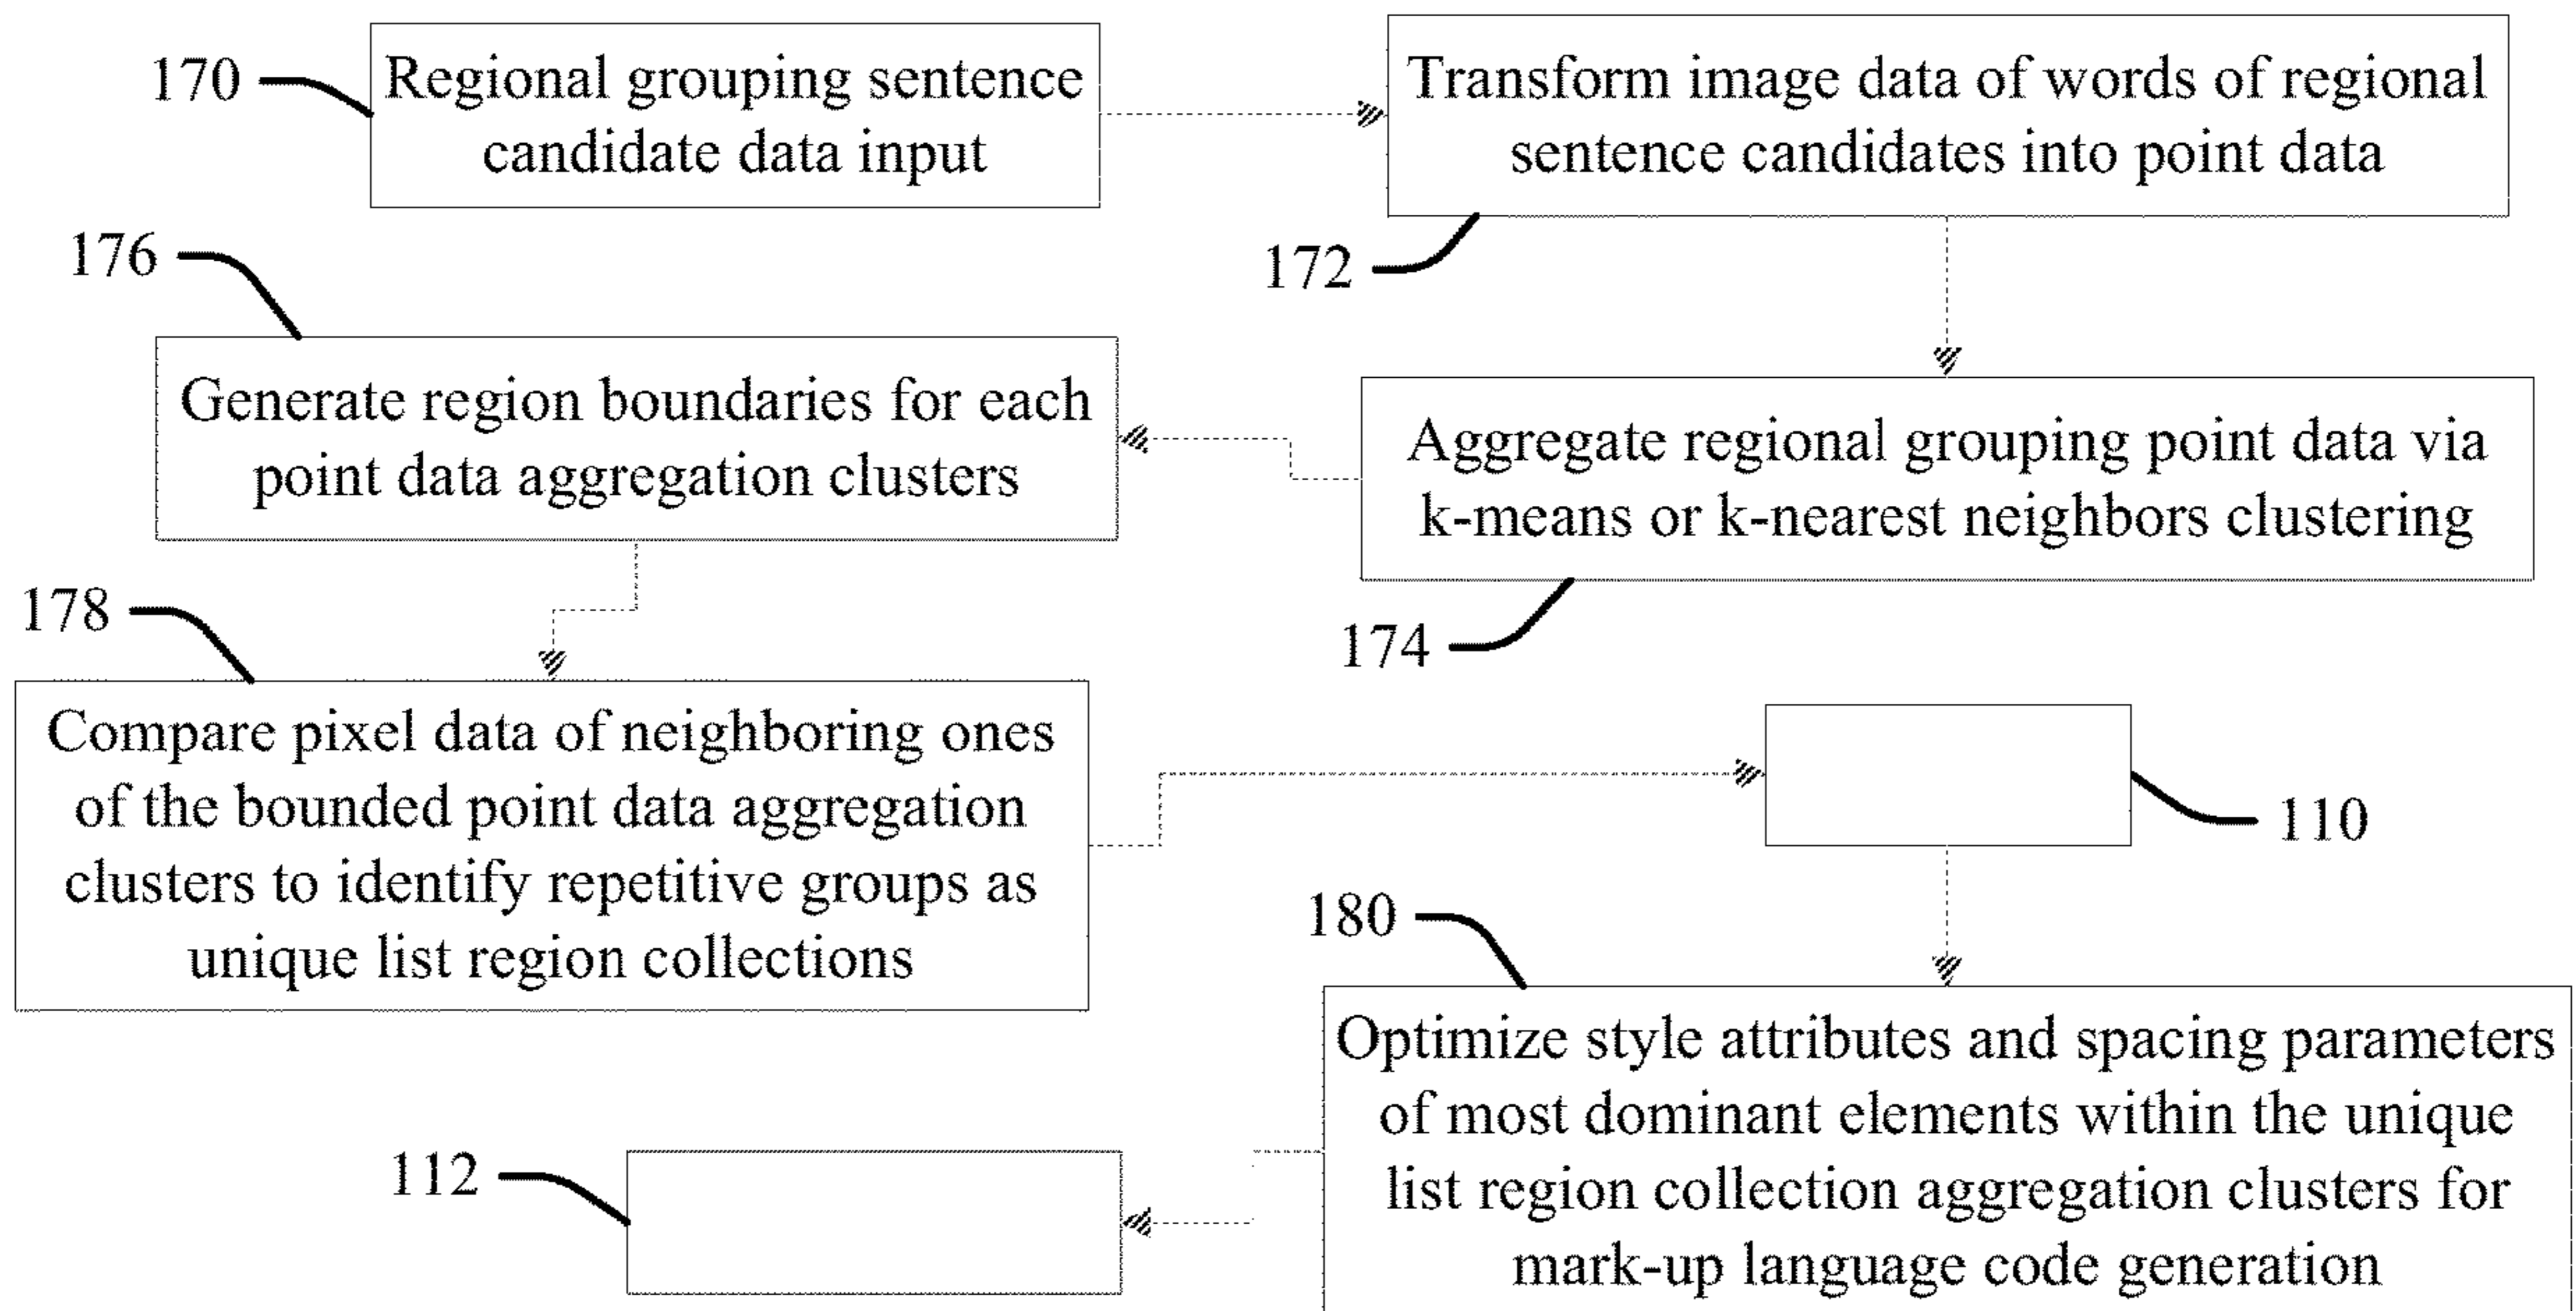 170
Regional grouping sentence
candidate data input
Transform image data of words of regional
sentence candidates into point data
172
176
Generate region boundaries for each
point data aggregation clusters
Aggregate regional grouping point data via
k-means or k-nearest neighbors clustering
174
178
Compare pixel data of neighboring ones
of the bounded point data aggregation
clusters to identify repetitive groups as
unique list region collections
110
180
Optimize style attributes and spacing parameters
of most dominant elements within the unique
list region collection aggregation clusters for
mark-up language code generation
112